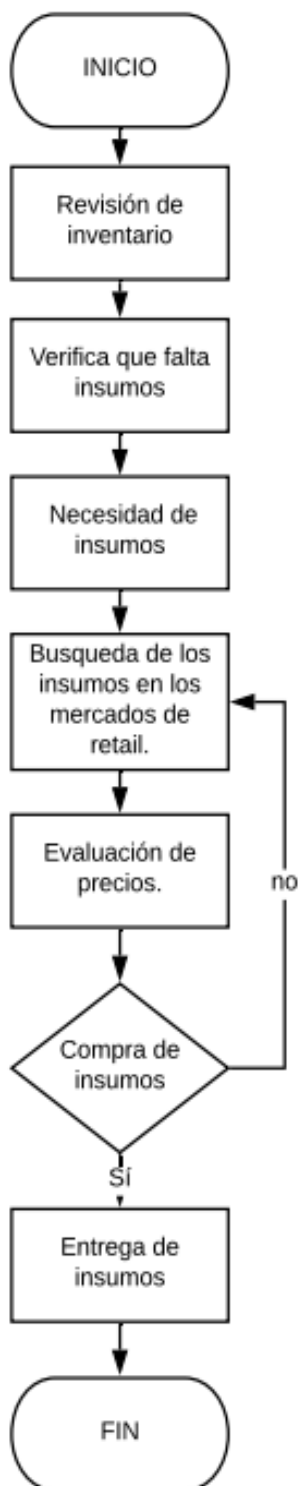 INICIO
Revisión de
inventario
Verifica que falta
insumos
Necesidad de
insumos
Busqueda de los
insumos en los
mercados de
retail.
Evaluación de
precios.
no
Compra de
insumos
Sí
Entrega de
insumos
FIN